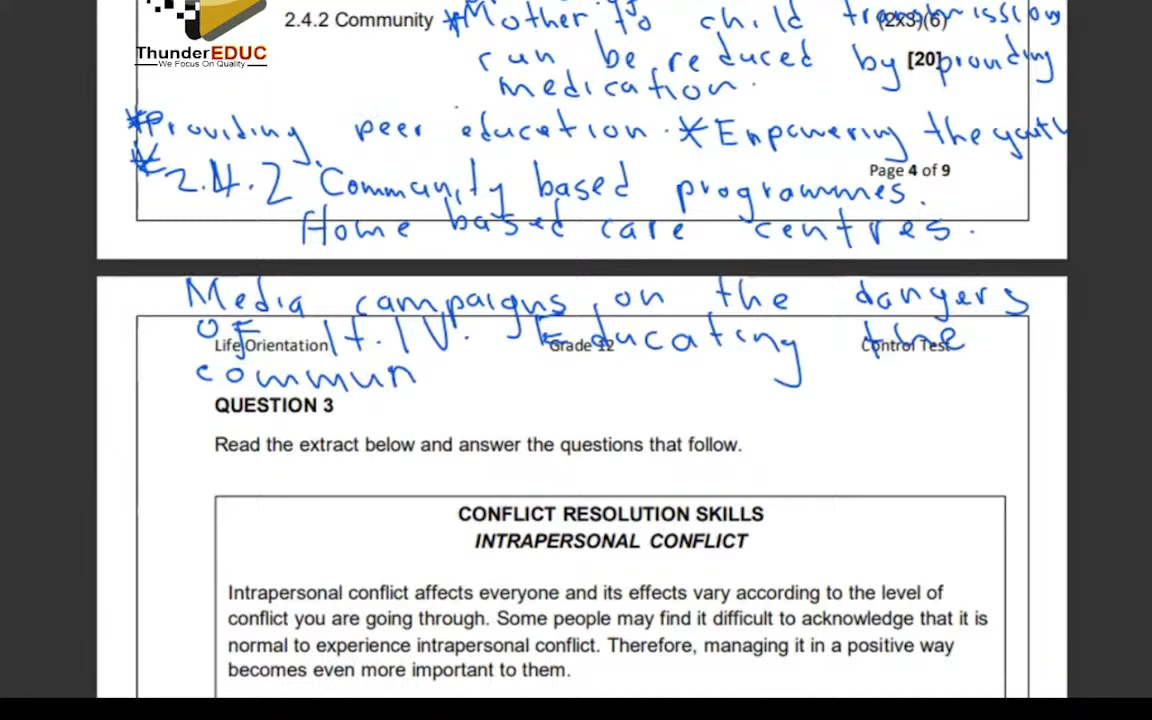 2.4.2 Community *Mother to child transmission
(2x3)(6)
ThunderEDUC
We Focus On Quality
can be reduced by providing
[20]
medication.
*Providing peer education. *Empowering the youth
*2.4.2 Community based programmes.
Page 4 of 9
Home based care centres.
Media campaigns on the dangers
of H.I.V. Educating the
Life Orientation Grade 12 Control Test
commun
QUESTION 3
Read the extract below and answer the questions that follow.
CONFLICT RESOLUTION SKILLS
INTRAPERSONAL CONFLICT
Intrapersonal conflict affects everyone and its effects vary according to the level of
conflict you are going through. Some people may find it difficult to acknowledge that it is
normal to experience intrapersonal conflict. Therefore, managing it in a positive way
becomes even more important to them.